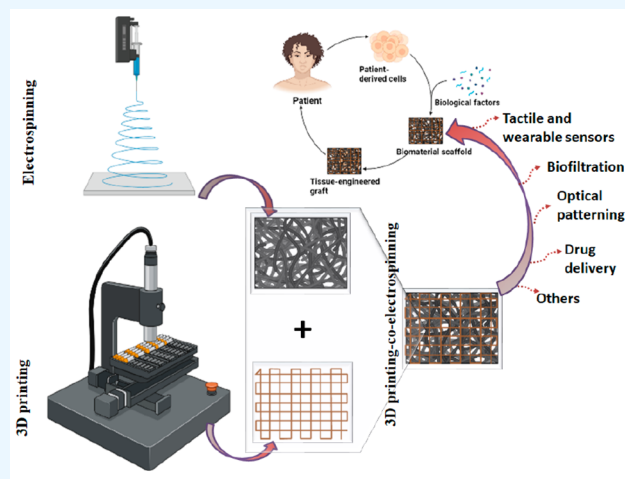 Electrospinning
Patient
Patient-
derived cells
Biological factors
Biomaterial scaffold
Tissue-engineered
graft
Tactile and
wearable sensors
Biofiltration
Optical
patterning
Drug
delivery
Others
3D printing
+
3D printing-co-electrospinning